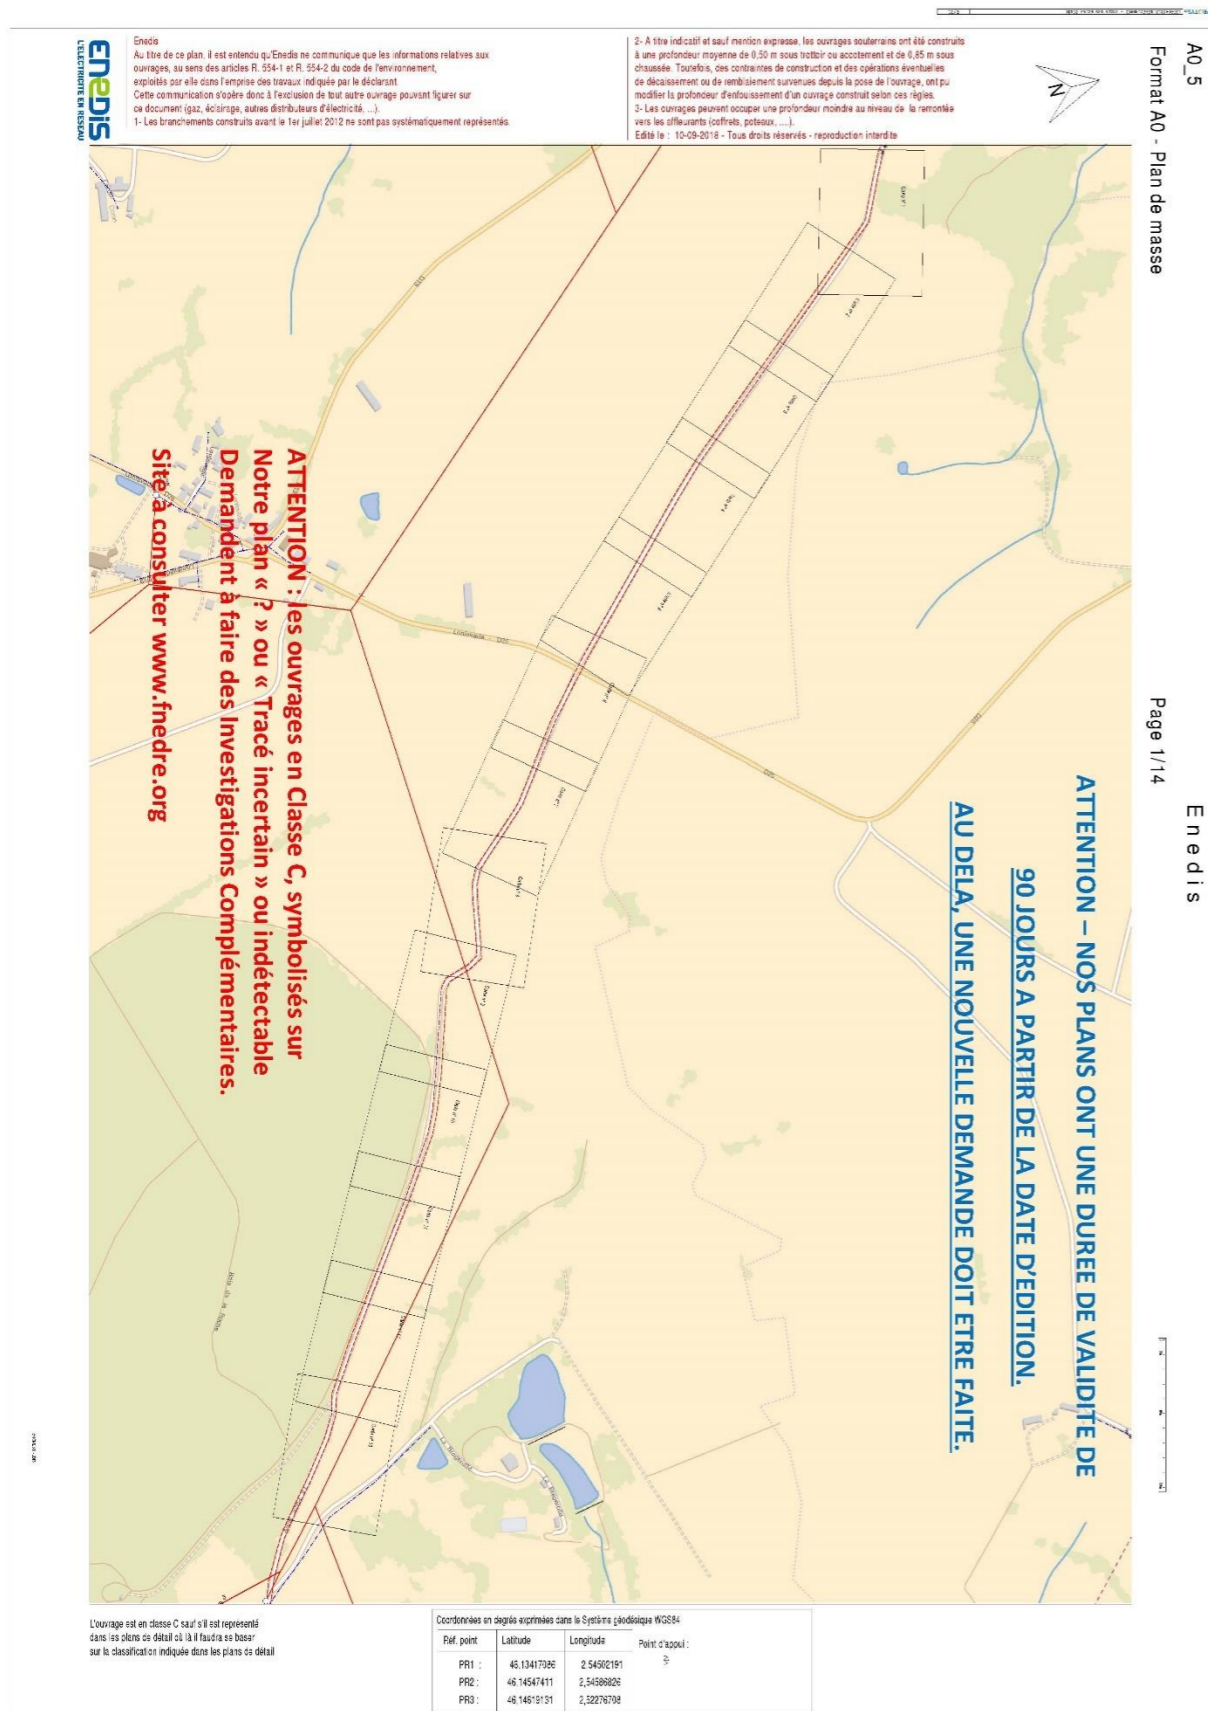 A0_5
Format A0 - Plan de masse
Page 1/14
Enedis
ENEDIS
L'ELECTRICITE EN RESEAU
Enedis
Au titre de ce plan, il est entendu qu'Enedis ne communique que les informations relatives aux
ouvrages, au sens des articles R. 554-1 et R. 554-2 du code de l'environnement,
exploités par elle dans l'emprise des travaux indiquée par le déclarant.
Cette communication s'opère donc à l'exclusion de tout autre ouvrage pouvant figurer sur
ce document (gaz, éclairage, autres distributeurs d'électricité, ...).
1- Les branchements construits avant le 1er juillet 2012 ne sont pas systématiquement représentés.
2- A titre indicatif et sauf mention expresse, les ouvrages souterrains ont été construits
à une profondeur moyenne de 0,50 m sous trottoir ou accotement et de 0,85 m sous
chaussée. Toutefois, des contraintes de construction et des opérations éventuelles
de décaissement ou de remblaiement survenues depuis la pose de l'ouvrage, ont pu
modifier la profondeur d'enfouissement d'un ouvrage construit selon ces règles.
3- Les ouvrages peuvent occuper une profondeur moindre au niveau de la remontée
vers les affleurants (coffrets, poteaux, ....).
Edité le : 10-09-2018 - Tous droits réservés - reproduction interdite
N
ATTENTION – NOS PLANS ONT UNE DUREE DE VALIDITE DE
90 JOURS A PARTIR DE LA DATE D'EDITION.
AU DELA, UNE NOUVELLE DEMANDE DOIT ETRE FAITE.
ATTENTION : les ouvrages en Classe C, symbolisés sur
Notre plan « ? » ou « Tracé incertain » ou indétectable
Demandent à faire des Investigations Complémentaires.
Site à consulter www.fnedre.org
D25
L'ouvrage est en classe C sauf s'il est représenté
dans les plans de détail où là il faudra se baser
sur la classification indiquée dans les plans de détail
Coordonnées en degrés exprimées dans le Système géodésique WGS84
Réf. point Latitude Longitude Point d'appui :
PR1 : 46,13417086 2,54502191
PR2 : 46,14547411 2,54586826
PR3 : 46,14619131 2,52276708